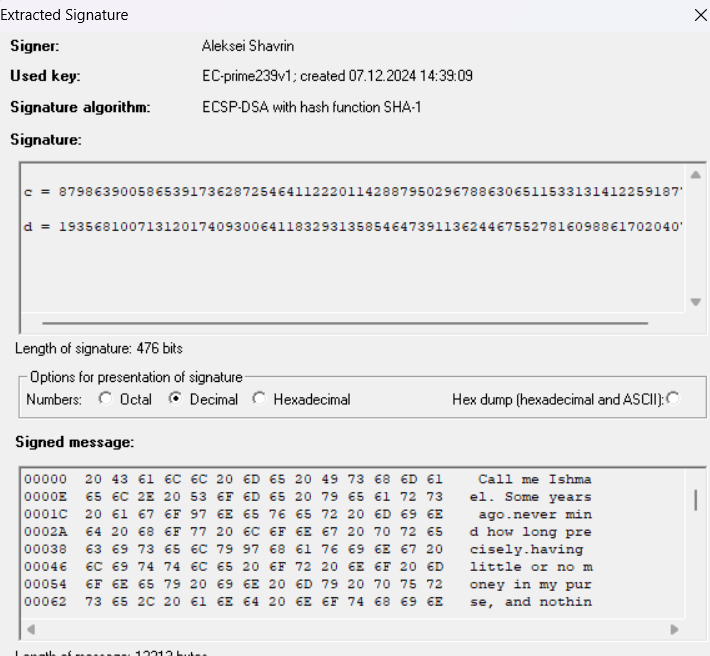 Extracted Signature
Signer: Aleksei Shavrin
Used key: EC-prime239v1; created 07.12.2024 14:39:09
Signature algorithm: ECSP-DSA with hash function SHA-1
Signature:
c = 87986390058653917362872546411222011428879502967886306511533131412259187
d = 19356810071312017409300641183293135854647391136244675527816098861702040
Length of signature: 476 bits
Options for presentation of signature
Numbers: Octal Decimal Hexadecimal Hex dump (hexadecimal and ASCII):
Signed message:
00000 20 43 61 6C 6C 20 6D 65 20 49 73 68 6D 61 Call me Ishma
0000E 65 6C 2E 20 53 6F 6D 65 20 79 65 61 72 73 el. Some years
0001C 20 61 67 6F 97 6E 65 76 65 72 20 6D 69 6E ago.never min
0002A 64 20 68 6F 77 20 6C 6F 6E 67 20 70 72 65 d how long pre
00038 63 69 73 65 6C 79 97 68 61 76 69 6E 67 20 cisely.having
00046 6C 69 74 74 6C 65 20 6F 72 20 6E 6F 20 6D little or no m
00054 6F 6E 65 79 20 69 6E 20 6D 79 20 70 75 72 oney in my pur
00062 73 65 2C 20 61 6E 64 20 6E 6F 74 68 69 6E se, and nothin
Length of message: bytes